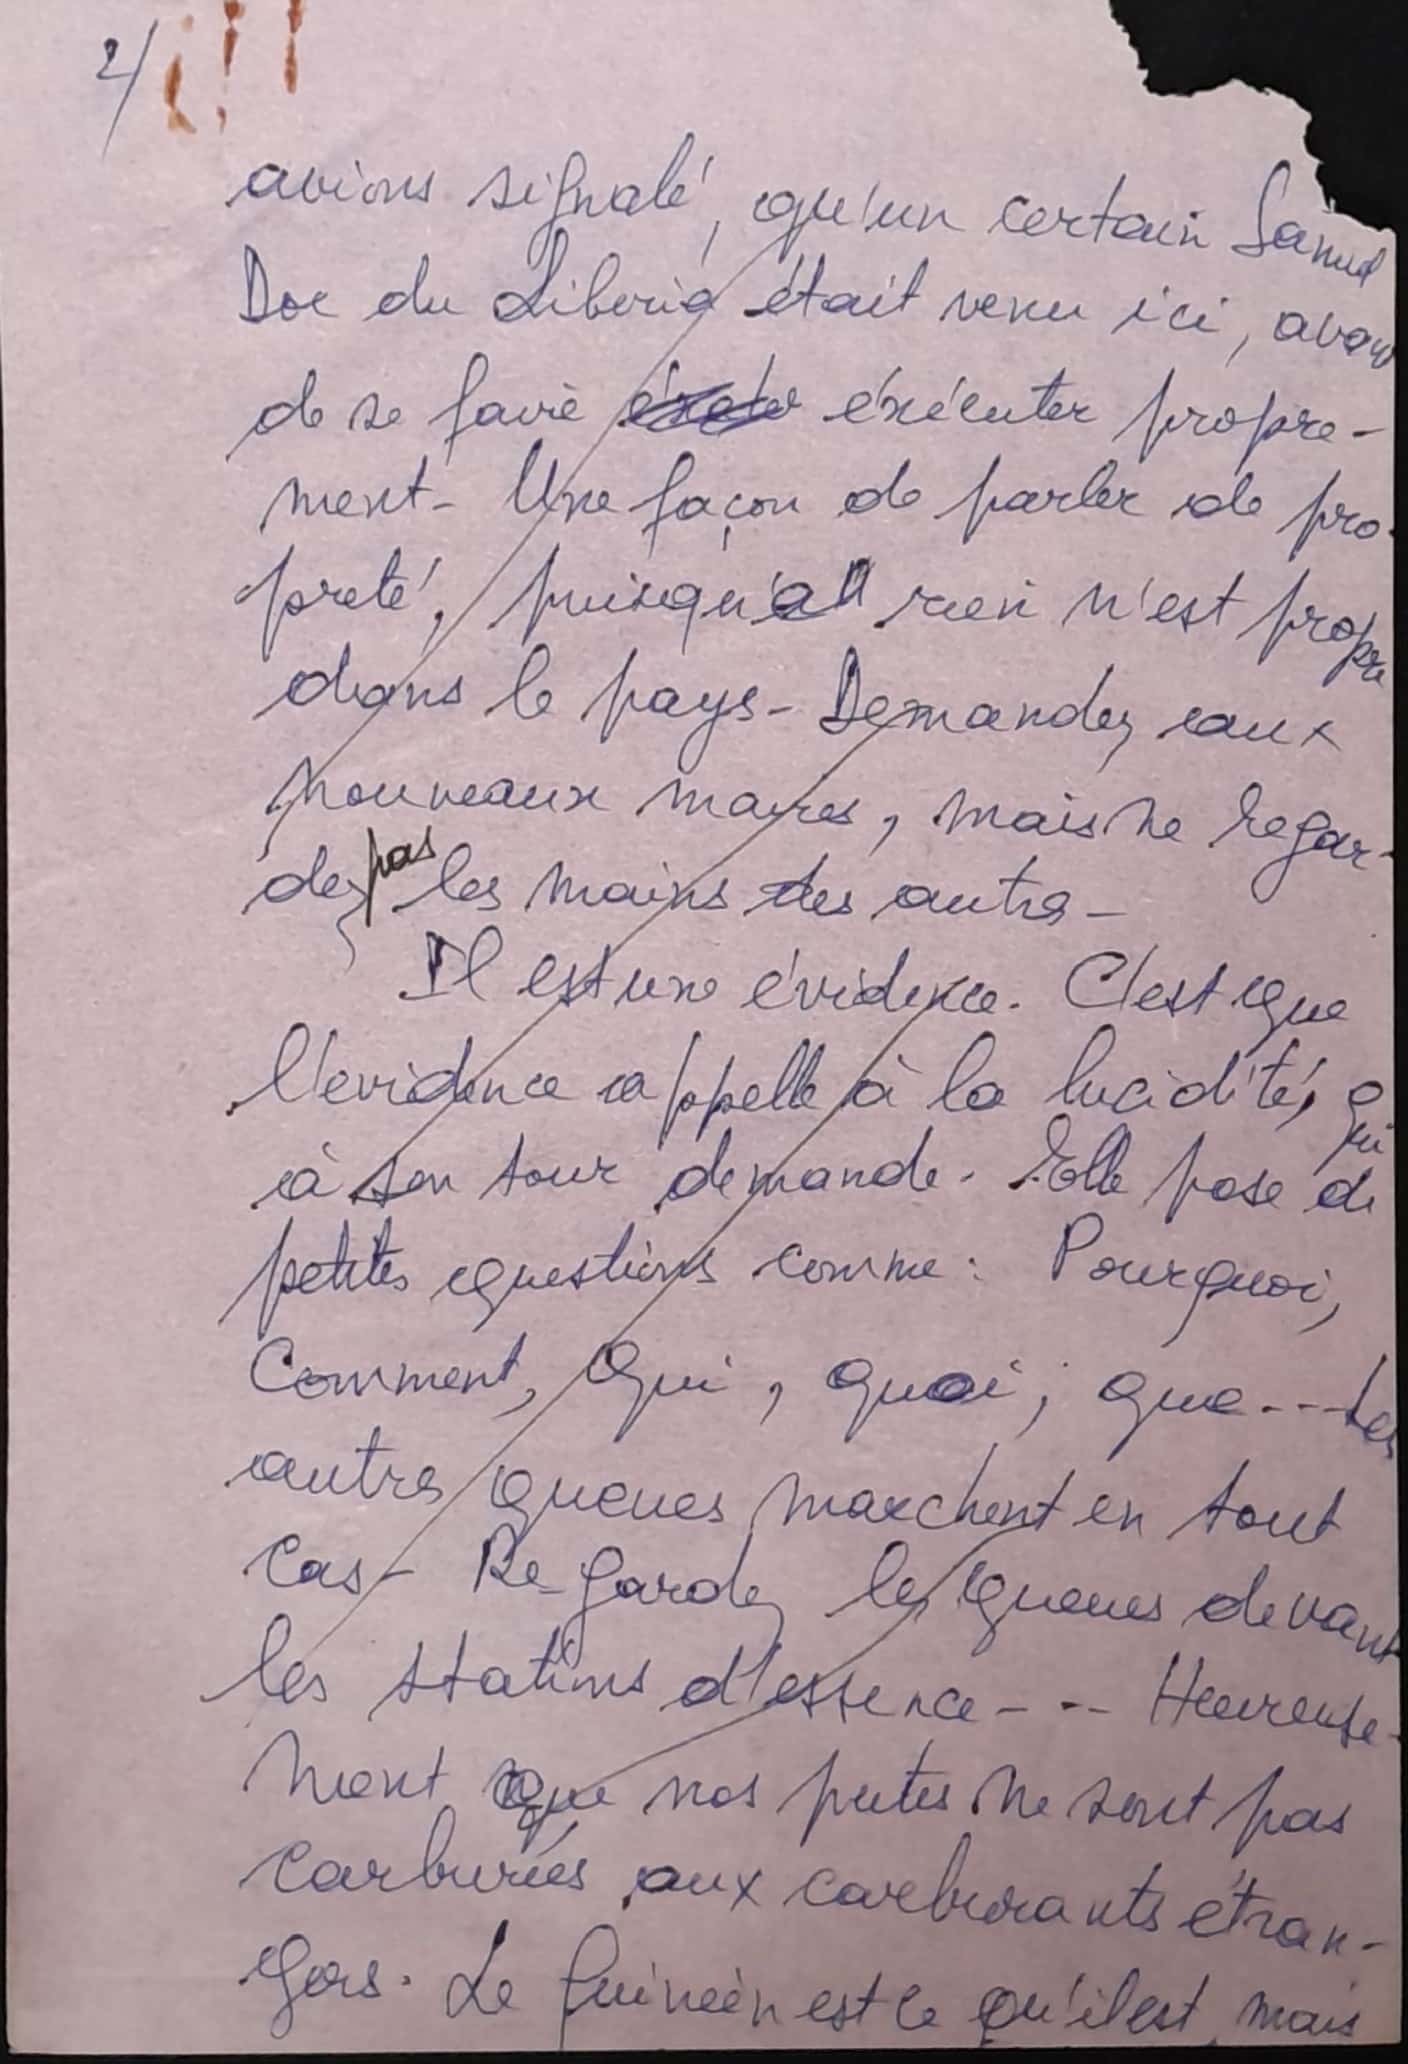 2/
avions signalé, qu'un certain Samuel
Doe du Liberia était venu ici, avant
de se faire éxécuter propre-
ment - Une façon de parler de pro-
preté, puisqu'à rien n'est propre
dans le pays - Demandez aux
nouveaux maires, mais ne regar-
dez pas les mains des autres -
Il est une évidence. C'est que
l'evidence appelle à la lucidité, qui
à son tour demande. Elle pose de
petites questions comme : Pourquoi,
Comment, Qui, quoi, que --- Les
autres queues marchent en tout
cas - Regardez les queues devant
les stations d'essence - -- Heureuse-
ment que nos putes ne sont pas
carburées aux carburants étran-
gers. Le Guinéen est ce qu'il est, mais